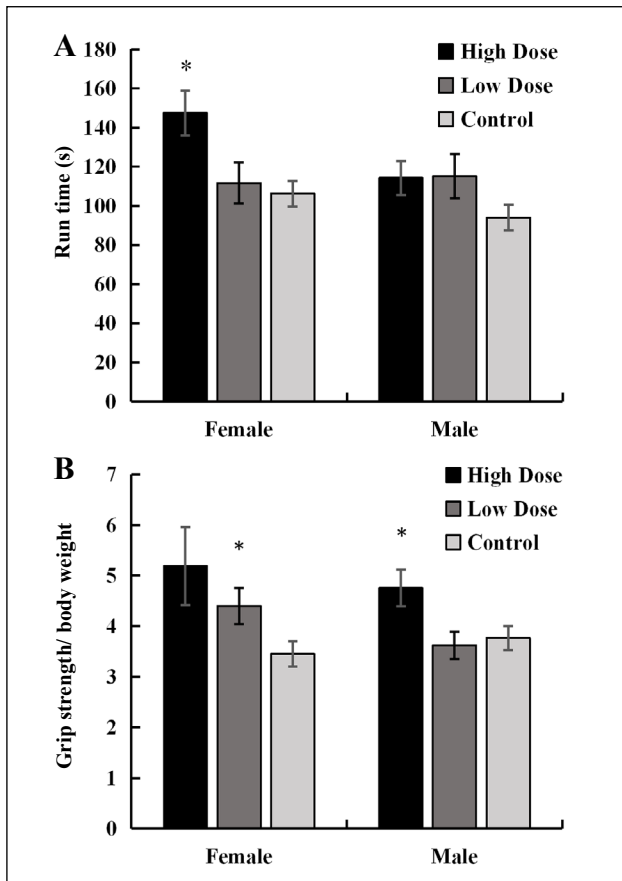 A
180
160
140
120
100
80
60
40
20
0
Run time (s)
*
High Dose
Low Dose
Control
Female Male
B
7
6
5
4
3
2
1
0
Grip strength/ body weight
* *
High Dose
Low Dose
Control
Female Male